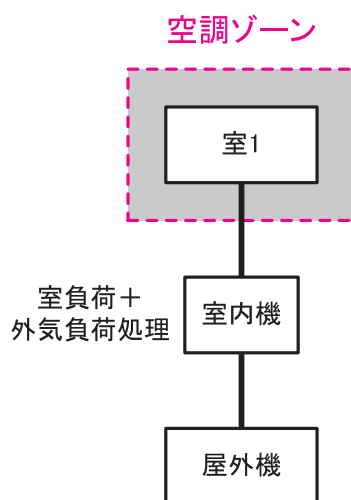 空調ゾーン
室1
室負荷＋
外気負荷処理
室内機
屋外機